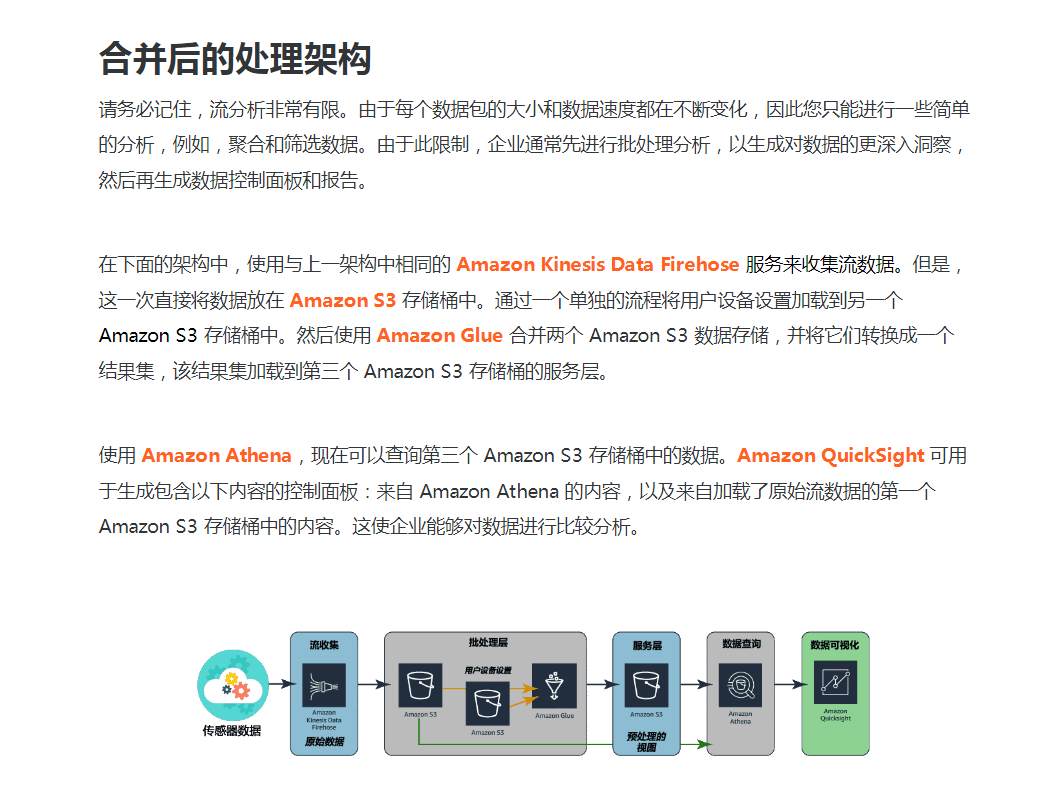 合并后的处理架构
请务必记住，流分析非常有限。由于每个数据包的大小和数据速度都在不断变化，因此您只能进行一些简单
的分析，例如，聚合和筛选数据。由于此限制，企业通常先进行批处理分析，以生成对数据的更深入洞察，
然后再生成数据控制面板和报告。
在下面的架构中，使用与上一架构中相同的 Amazon Kinesis Data Firehose 服务来收集流数据。但是，
这一次直接将数据放在 Amazon S3 存储桶中。通过一个单独的流程将用户设备设置加载到另一个
Amazon S3 存储桶中。然后使用 Amazon Glue 合并两个 Amazon S3 数据存储，并将它们转换成一个
结果集，该结果集加载到第三个 Amazon S3 存储桶的服务层。
使用 Amazon Athena，现在可以查询第三个 Amazon S3 存储桶中的数据。Amazon QuickSight 可用
于生成包含以下内容的控制面板：来自 Amazon Athena 的内容，以及来自加载了原始流数据的第一个
Amazon S3 存储桶中的内容。这使企业能够对数据进行比较分析。
传感器数据
流收集
Amazon
Kinesis Data
Firehose
原始数据
批处理层
Amazon S3
用户设备设置
Amazon S3
Amazon Glue
服务层
Amazon S3
预处理的
视图
数据查询
Amazon
Athena
数据可视化
Amazon
Quicksight